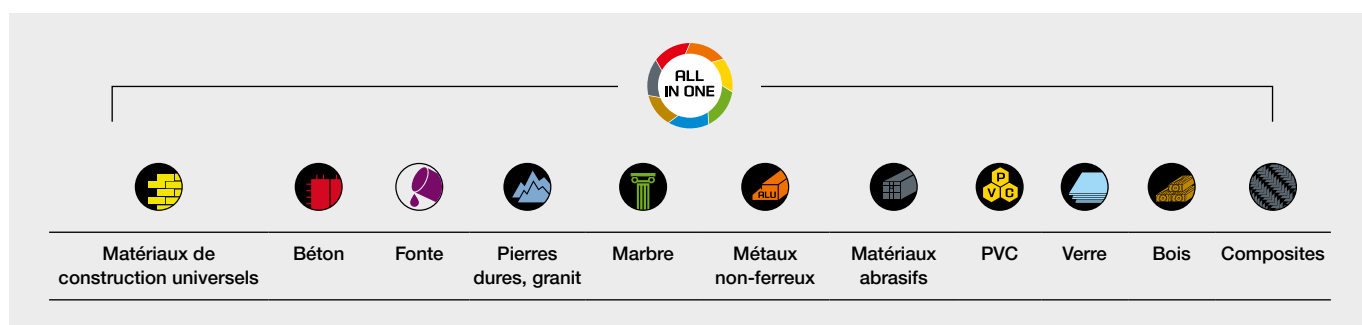 ALL
IN ONE
ALU
P
V C
Matériaux de
construction universels
Béton
Fonte
Pierres
dures, granit
Marbre
Métaux
non-ferreux
Matériaux
abrasifs
PVC
Verre
Bois
Composites